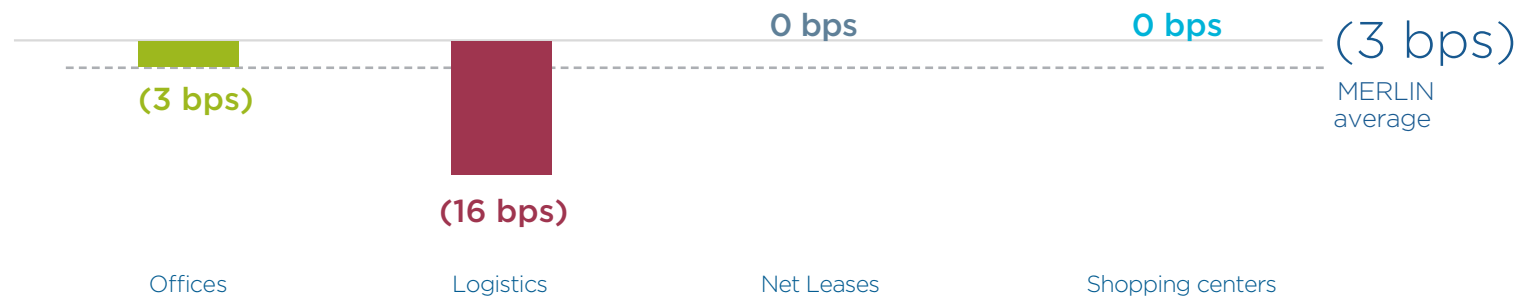 0 bps
0 bps
(3 bps)
MERLIN
average
(3 bps)
(16 bps)
Offices
Logistics
Net Leases
Shopping centers